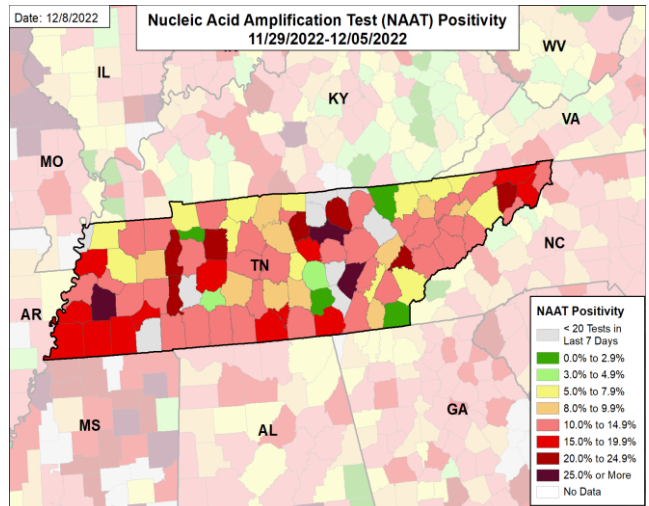 Date: 12/8/2022
Nucleic Acid Amplification Test (NAAT) Positivity
11/29/2022-12/05/2022
WV
IL
KY
VA
MO
TN
NC
AR
MS
AL
GA
NAAT Positivity
< 20 Tests in
Last 7 Days
0.0% to 2.9%
3.0% to 4.9%
5.0% to 7.9%
8.0% to 9.9%
10.0% to 14.9%
15.0% to 19.9%
20.0% to 24.9%
25.0% or More
No Data